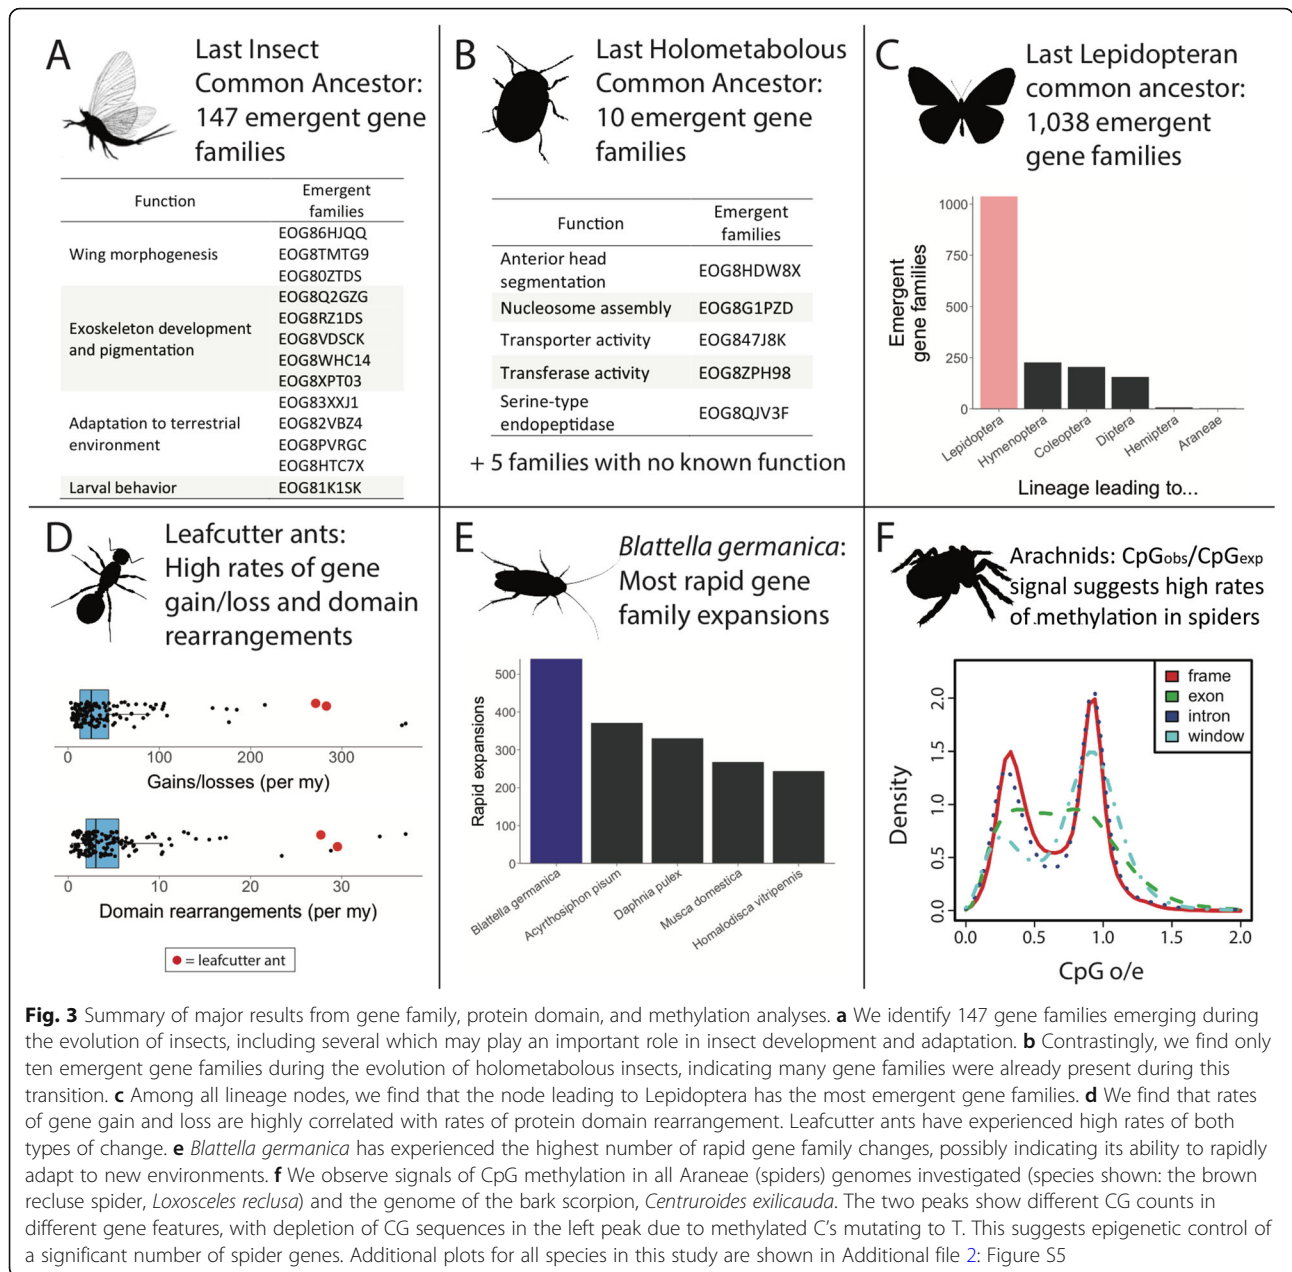 A
Last Insect
Common Ancestor:
147 emergent gene
families
Function
Emergent
families
Wing morphogenesis
EOG86HJQQ
EOG8TMTG9
EOG80ZTDS
Exoskeleton development
and pigmentation
EOG8Q2GZG
EOG8RZ1DS
EOG8VDSCK
EOG8WHC14
EOG8XPT03
Adaptation to terrestrial
environment
EOG83XXJ1
EOG82VBZ4
EOG8PVRGC
EOG8HTC7X
Larval behavior
EOG81K1SK
B
Last Holometabolous
Common Ancestor:
10 emergent gene
families
Function
Emergent
families
Anterior head
segmentation
EOG8HDW8X
Nucleosome assembly
EOG8G1PZD
Transporter activity
EOG847J8K
Transferase activity
EOG8ZPH98
Serine-type
endopeptidase
EOG8QJV3F
+ 5 families with no known function
C
Last Lepidopteran
common ancestor:
1,038 emergent
gene families
Emergent
gene families
1000
750
500
250
0
Lepidoptera
Hymenoptera
Coleoptera
Diptera
Hemiptera
Araneae
Lineage leading to...
D
Leafcutter ants:
High rates of gene
gain/loss and domain
rearrangements
0 100 200 300
Gains/losses (per my)
0 10 20 30
Domain rearrangements (per my)
= leafcutter ant
E
Blattella germanica:
Most rapid gene
family expansions
Rapid expansions
500
400
300
200
100
0
Blattella germanica
Acyrthosiphon pisum
Daphnia pulex
Musca domestica
Homalodisca vitripennis
F
Arachnids: CpGobs/CpGexp
signal suggests high rates
of methylation in spiders
frame
exon
intron
window
Density
2.0
1.5
1.0
0.5
0.0
0.0 0.5 1.0 1.5 2.0
CpG o/e
Fig. 3 Summary of major results from gene family, protein domain, and methylation analyses. a We identify 147 gene families emerging during
the evolution of insects, including several which may play an important role in insect development and adaptation. b Contrastingly, we find only
ten emergent gene families during the evolution of holometabolous insects, indicating many gene families were already present during this
transition. c Among all lineage nodes, we find that the node leading to Lepidoptera has the most emergent gene families. d We find that rates
of gene gain and loss are highly correlated with rates of protein domain rearrangement. Leafcutter ants have experienced high rates of both
types of change. e Blattella germanica has experienced the highest number of rapid gene family changes, possibly indicating its ability to rapidly
adapt to new environments. f We observe signals of CpG methylation in all Araneae (spiders) genomes investigated (species shown: the brown
recluse spider, Loxosceles reclusa) and the genome of the bark scorpion, Centruroides exilicauda. The two peaks show different CG counts in
different gene features, with depletion of CG sequences in the left peak due to methylated C's mutating to T. This suggests epigenetic control of
a significant number of spider genes. Additional plots for all species in this study are shown in Additional file 2: Figure S5